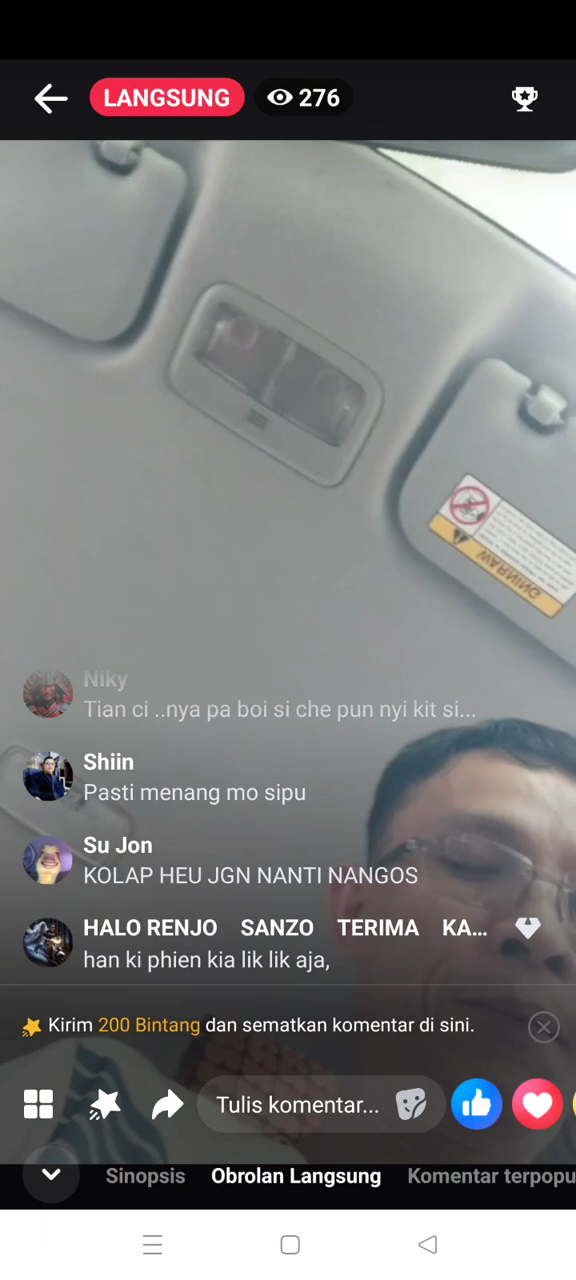 LANGSUNG
276
WARNING
Niky
Tian ci ..nya pa boi si che pun nyi kit si...
Shiin
Pasti menang mo sipu
Su Jon
KOLAP HEU JGN NANTI NANGOS
HALO RENJO SANZO TERIMA KA...
han ki phien kia lik lik aja,
Kirim 200 Bintang dan sematkan komentar di sini.
Tulis komentar...
Sinopsis Obrolan Langsung Komentar terpopu